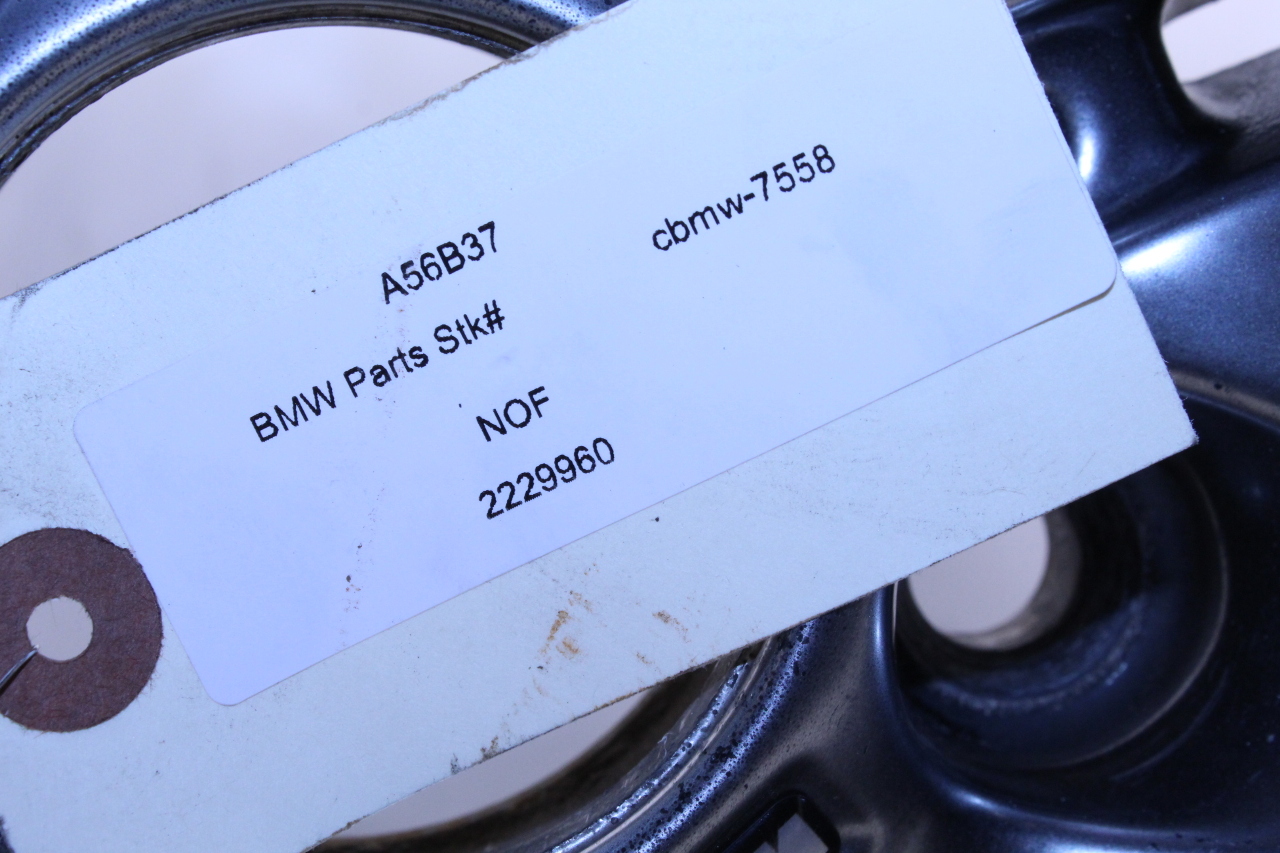 A56B37
cbmw-7558
BMW Parts Stk#
NOF
2229960